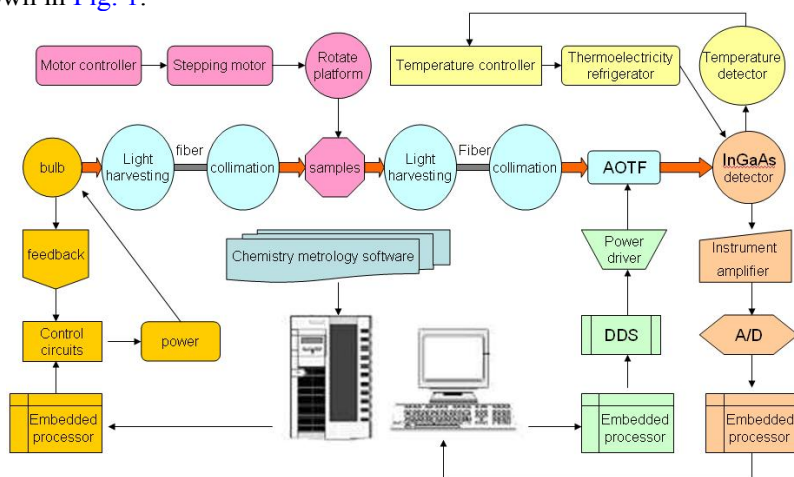 own in Fig. 1.
Motor controller
Stepping motor
Rotate
platform
Temperature controller
Thermoelectricity
refrigerator
Temperature
detector
bulb
Light
harvesting
fiber
collimation
samples
Light
harvesting
Fiber
collimation
AOTF
InGaAs
detector
feedback
Chemistry metrology software
Power
driver
Instrument
amplifier
Control
circuits
power
DDS
A/D
Embedded
processor
Embedded
processor
Embedded
processor